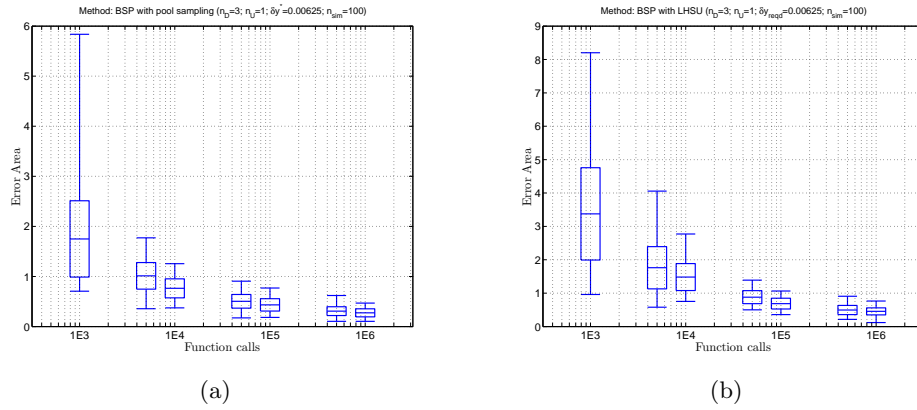 Method: BSP with pool sampling (n_D=3; n_U=1; δy*=0.00625; n_sim=100)
6
5
4
3
2
1
0
Error Area
1E3 1E4 1E5 1E6
Function calls
(a)
Method: BSP with LHSU (n_D=3; n_U=1; δy_reqd=0.00625; n_sim=100)
9
8
7
6
5
4
3
2
1
0
Error Area
1E3 1E4 1E5 1E6
Function calls
(b)